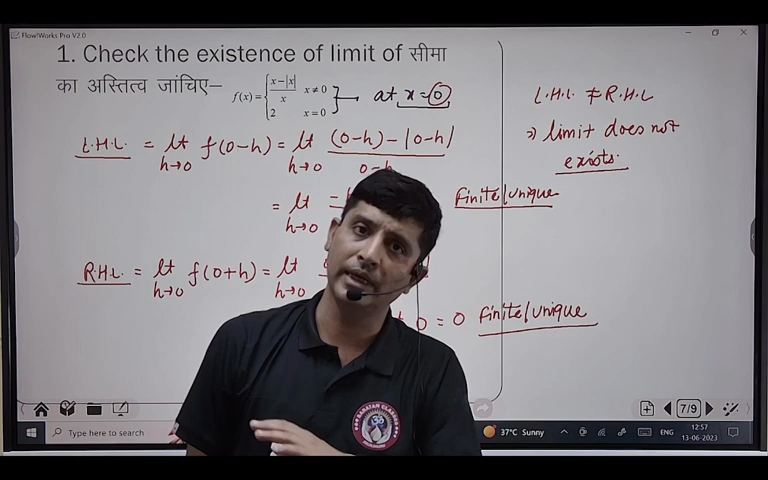 FlowWorks Pro V2.0
1. Check the existence of limit of सीमा
का अस्तित्व जांचिए–
f(x) = { x−|x| / x   x≠0
2   x=0 } at x=0
L.H.L. = lt h→0 f(0−h) = lt h→0 (0−h)−|0−h| / 0−h
= lt h→0
Finite/Unique
R.H.L. = lt h→0 f(0+h) = lt h→0
0 = 0 Finite/Unique
L.H.L. ≠ R.H.L
⇒ limit does not
exists.
7/9
Type here to search
37°C Sunny
ENG
12:57
13-06-2023